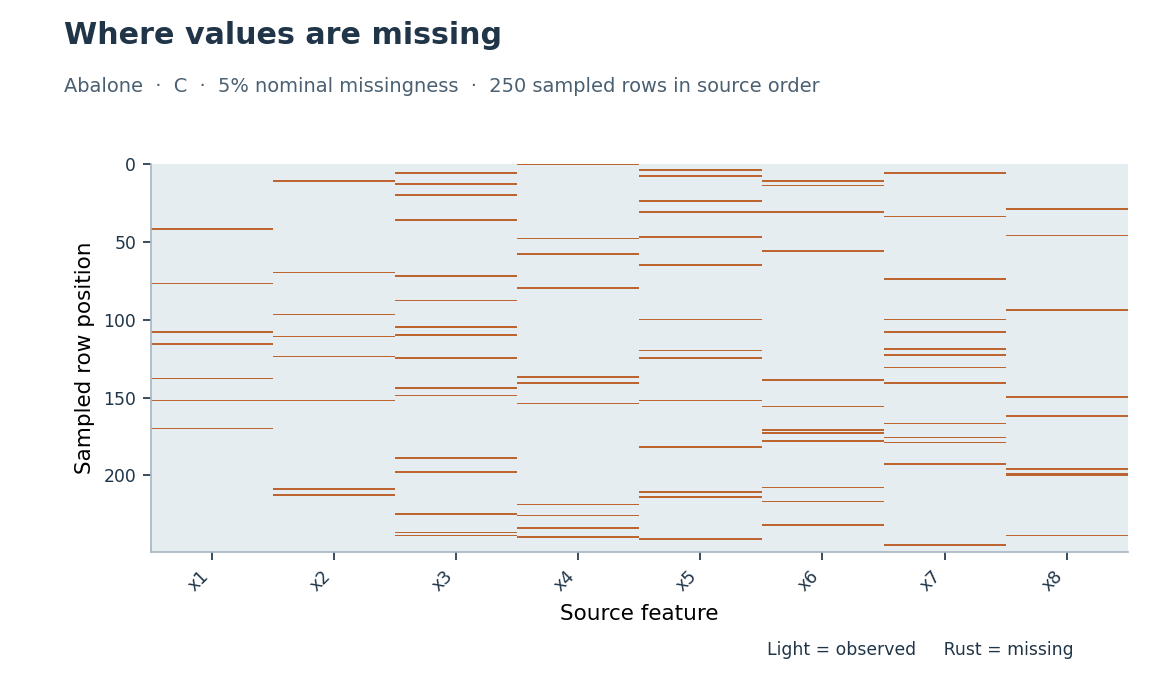 Where values are missing
Abalone · C · 5% nominal missingness · 250 sampled rows in source order
0
50
100
150
200
Sampled row position
x1 x2 x3 x4 x5 x6 x7 x8
Source feature
Light = observed Rust = missing